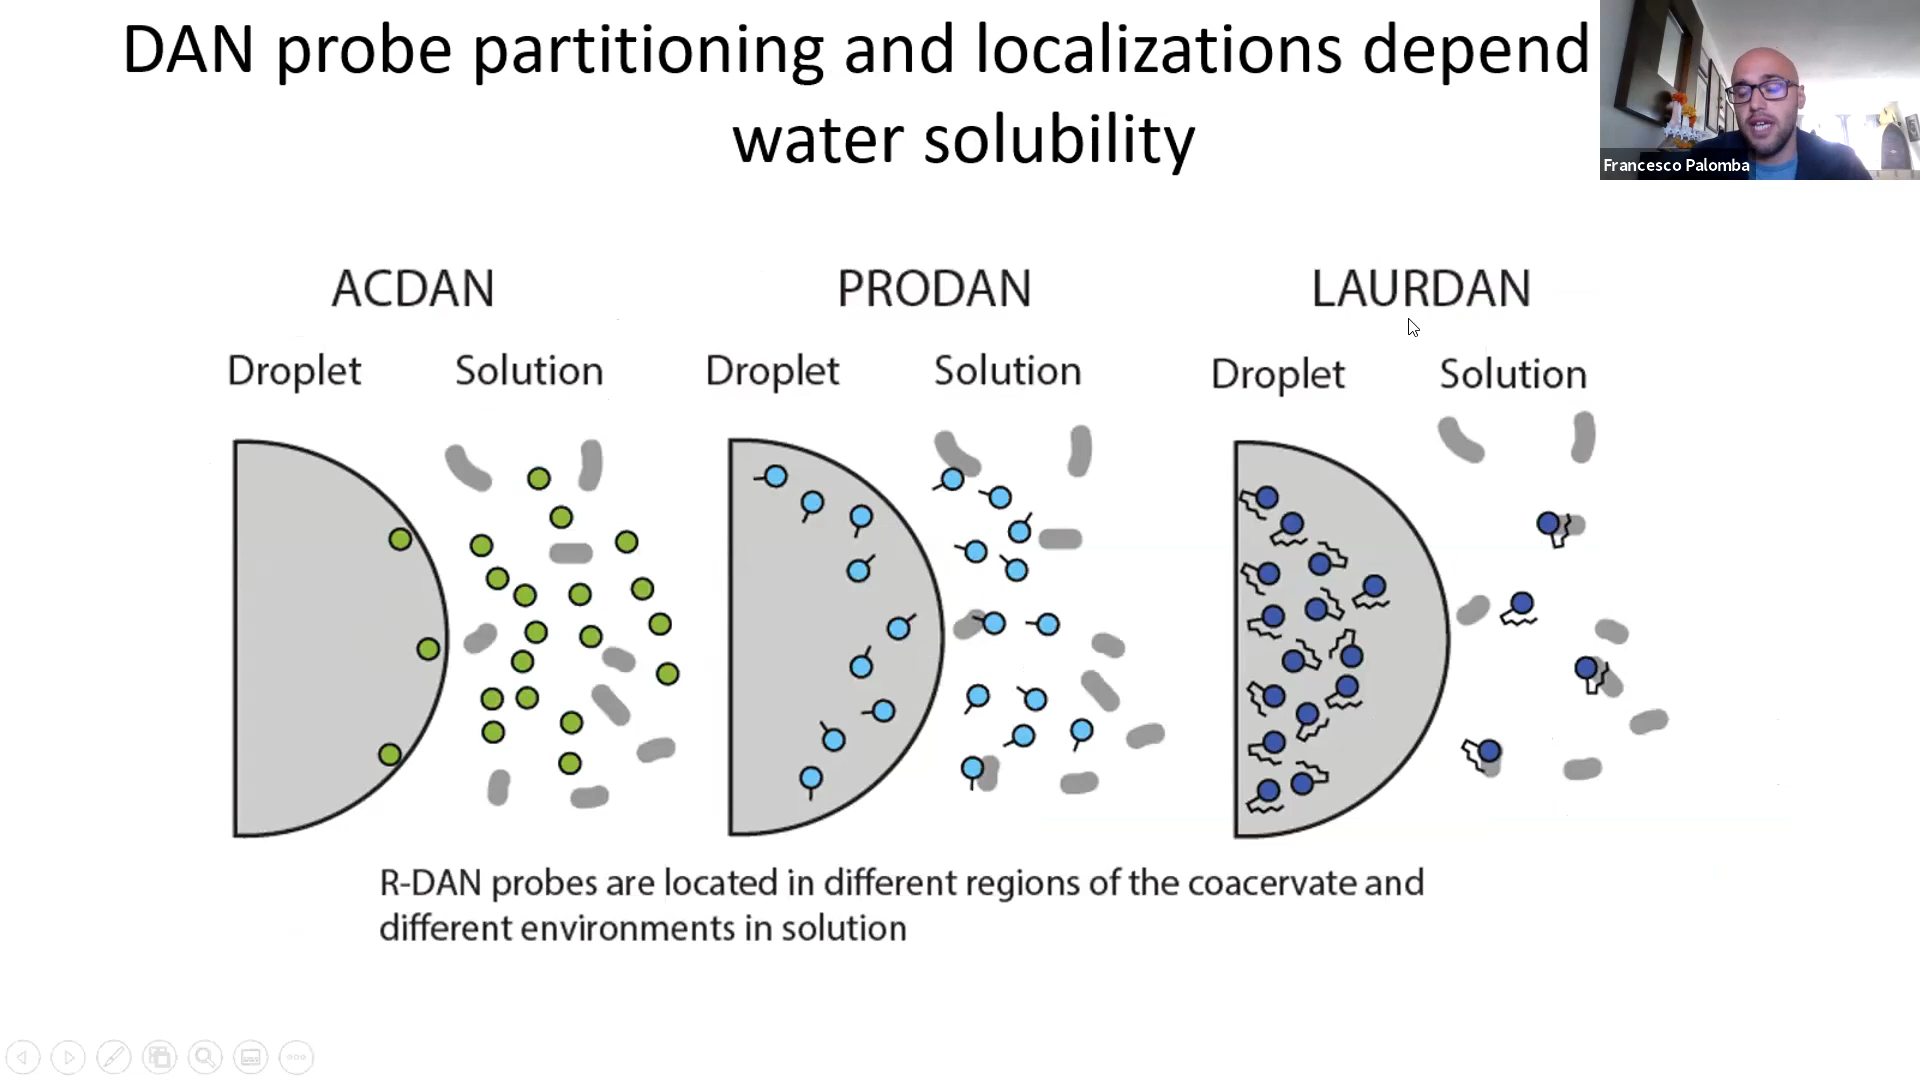 DAN probe partitioning and localizations depend
water solubility
Francesco Palomba
ACDAN
PRODAN
LAURDAN
Droplet
Solution
Droplet
Solution
Droplet
Solution
R-DAN probes are located in different regions of the coacervate and
different environments in solution